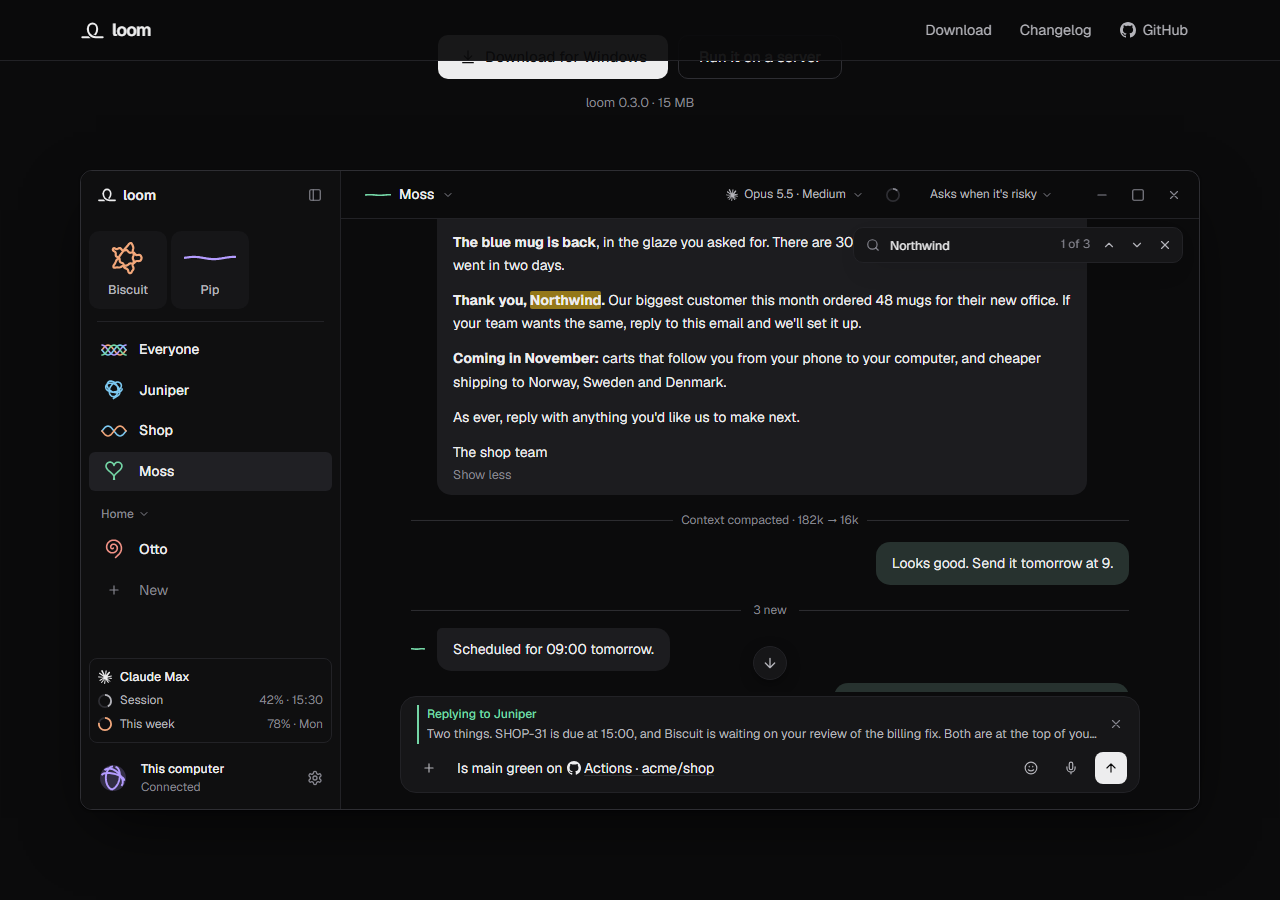 loom
Download
Changelog
GitHub
Download for Windows
Run it on a server
loom 0.3.0 · 15 MB
loom
Biscuit
Pip
Everyone
Juniper
Shop
Moss
Home
Otto
New
Claude Max
Session 42% · 15:30
This week 78% · Mon
This computer
Connected
Moss
Opus 5.5 · Medium
Asks when it's risky
Northwind
1 of 3
The blue mug is back, in the glaze you asked for. There are 30
went in two days.
Thank you, Northwind. Our biggest customer this month ordered 48 mugs for their new office. If
your team wants the same, reply to this email and we'll set it up.
Coming in November: carts that follow you from your phone to your computer, and cheaper
shipping to Norway, Sweden and Denmark.
As ever, reply with anything you'd like us to make next.
The shop team
Show less
Context compacted · 182k → 16k
Looks good. Send it tomorrow at 9.
3 new
Scheduled for 09:00 tomorrow.
Replying to Juniper
Two things. SHOP-31 is due at 15:00, and Biscuit is waiting on your review of the billing fix. Both are at the top of you…
Is main green on Actions · acme/shop